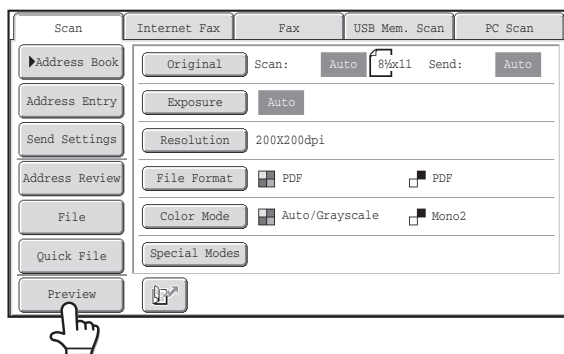 Scan Internet Fax Fax USB Mem. Scan PC Scan
Address Book Original Scan: Auto 8½x11 Send: Auto
Address Entry Exposure Auto
Send Settings Resolution 200X200dpi
Address Review File Format PDF PDF
File Color Mode Auto/Grayscale Mono2
Quick File Special Modes
Preview